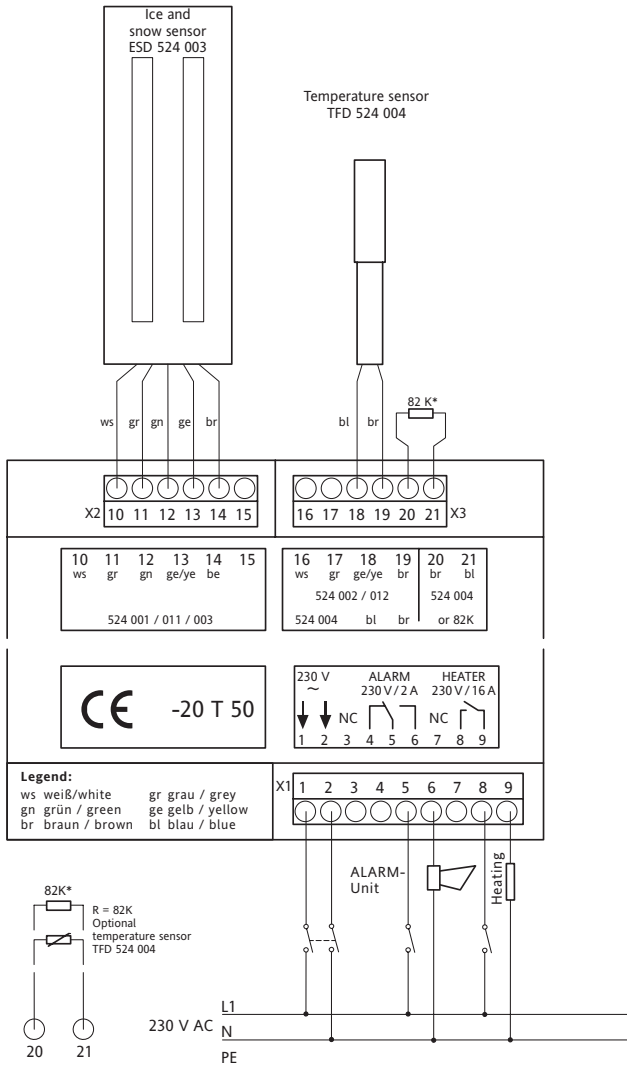 Ice and
snow sensor
ESD 524 003
Temperature sensor
TFD 524 004
ws gr gn ge br
bl br
82 K*
X2 10 11 12 13 14 15
16 17 18 19 20 21 X3
10 11 12 13 14 15
ws gr gn ge/ye be
524 001 / 011 / 003
16 17 18 19 20 21
ws gr ge/ye br br bl
524 002 / 012 524 004
524 004 bl br or 82K
CE -20 T 50
230 V ALARM HEATER
~ 230 V/2 A 230 V/16 A
NC NC
1 2 3 4 5 6 7 8 9
Legend:
ws weiß/white gr grau / grey
gn grün / green ge gelb / yellow
br braun / brown bl blau / blue
X1 1 2 3 4 5 6 7 8 9
ALARM-
Unit
Heating
82K*
R = 82K
Optional
temperature sensor
TFD 524 004
20 21
230 V AC
L1
N
PE